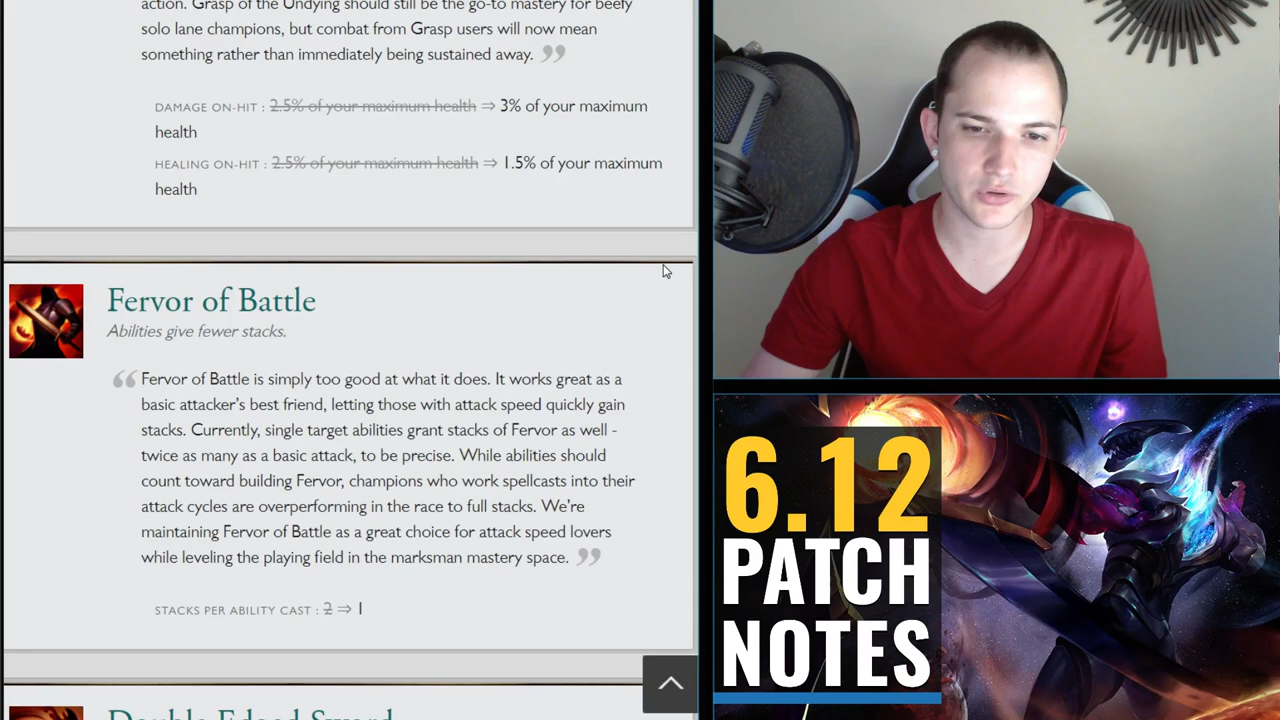 action. Grasp of the Undying should still be the go-to mastery for beefy
solo lane champions, but combat from Grasp users will now mean
something rather than immediately being sustained away. ”
DAMAGE ON-HIT : 2.5% of your maximum health ⇒ 3% of your maximum
health
HEALING ON-HIT : 2.5% of your maximum health ⇒ 1.5% of your maximum
health
Fervor of Battle
Abilities give fewer stacks.
“ Fervor of Battle is simply too good at what it does. It works great as a
basic attacker's best friend, letting those with attack speed quickly gain
stacks. Currently, single target abilities grant stacks of Fervor as well -
twice as many as a basic attack, to be precise. While abilities should
count toward building Fervor, champions who work spellcasts into their
attack cycles are overperforming in the race to full stacks. We're
maintaining Fervor of Battle as a great choice for attack speed lovers
while leveling the playing field in the marksman mastery space. ”
STACKS PER ABILITY CAST : 2 ⇒ 1
Double Edged Sword
6.12
PATCH
NOTES